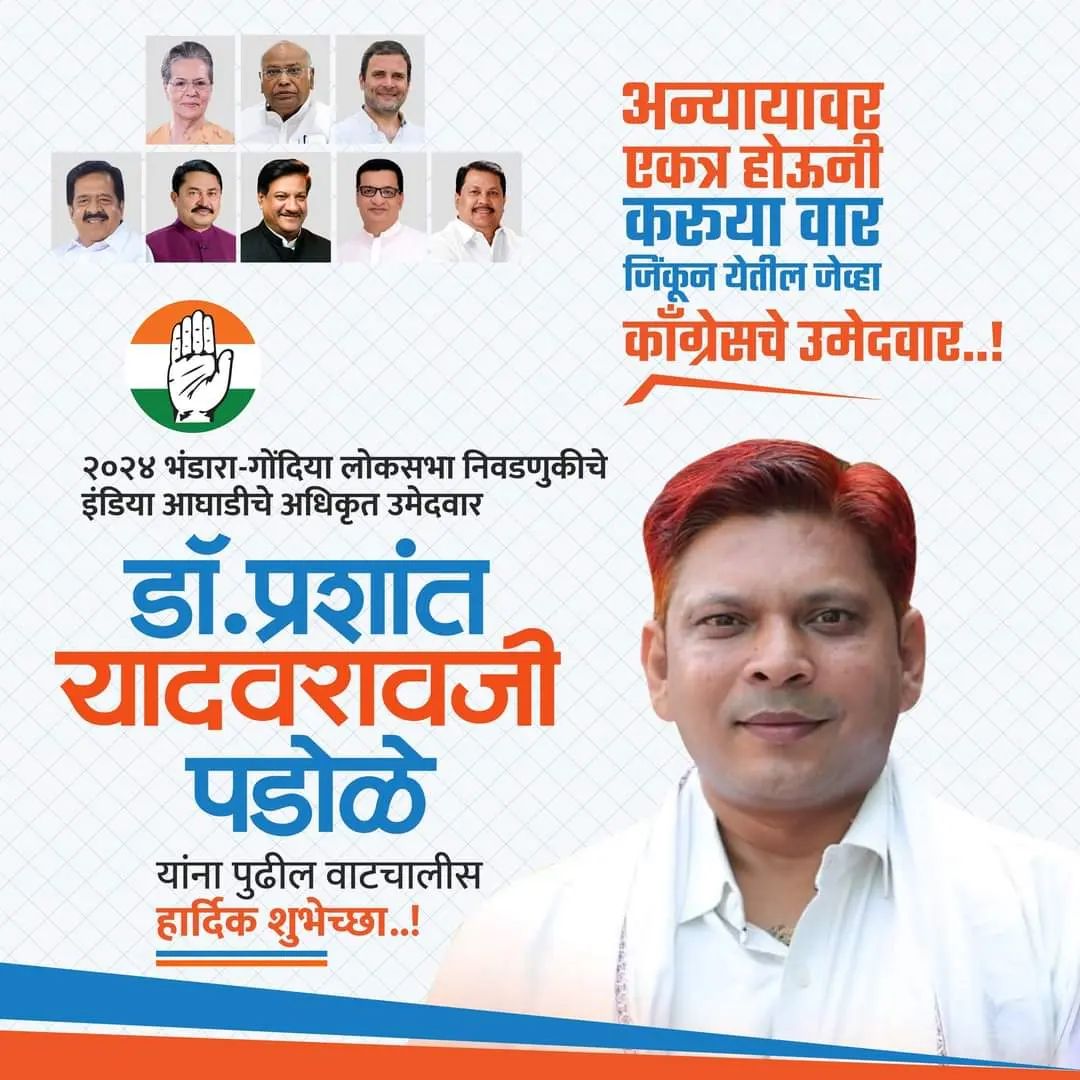 अन्यायावर
एकत्र होऊनी
करुया वार
जिंकून येतील जेव्हा
काँग्रेसचे उमेदवार..!
२०२४ भंडारा-गोंदिया लोकसभा निवडणुकीचे
इंडिया आघाडीचे अधिकृत उमेदवार
डॉ.प्रशांत
यादवरावजी
पडोळे
यांना पुढील वाटचालीस
हार्दिक शुभेच्छा..!